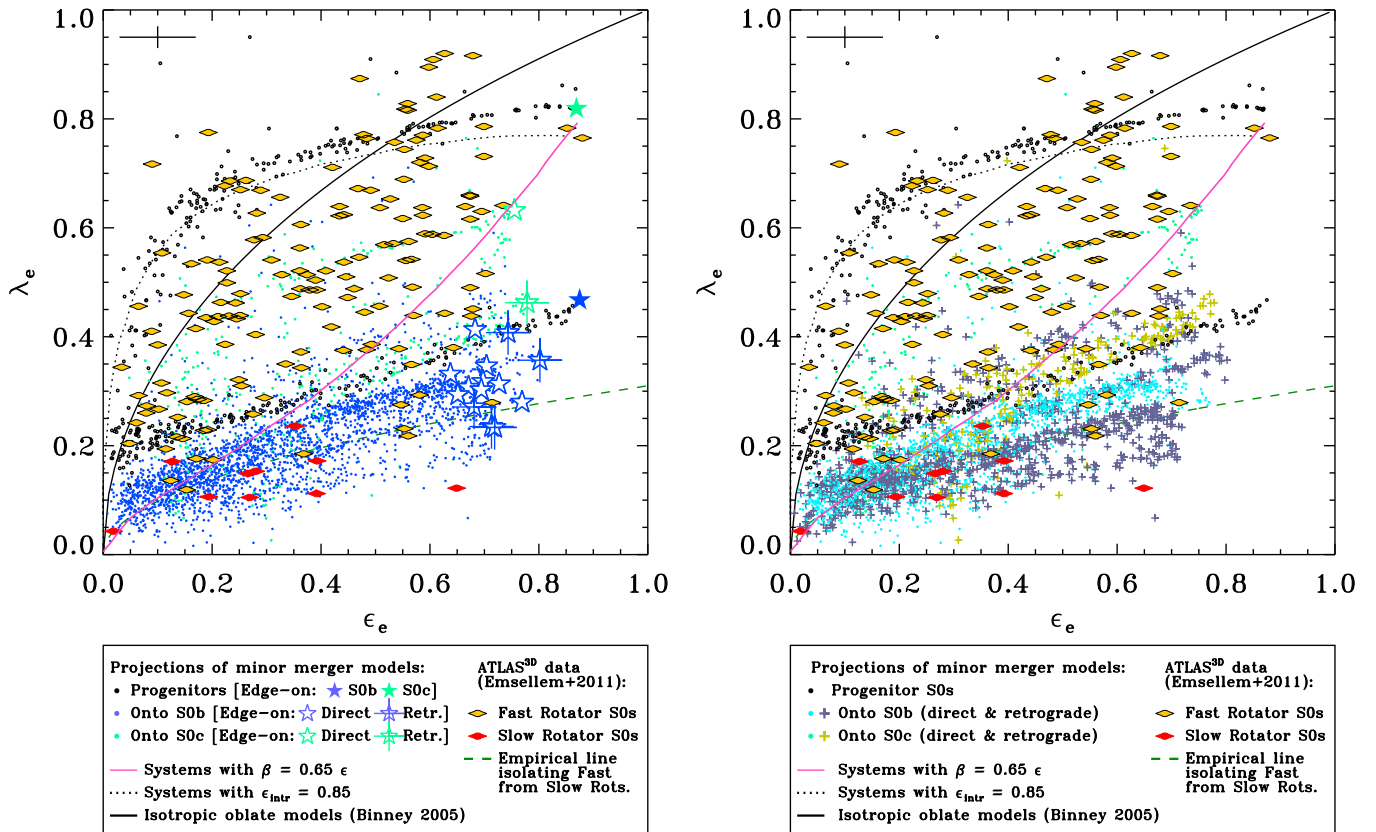 1.0
0.8
0.6
0.4
0.2
0.0
λe
0.0 0.2 0.4 0.6 0.8 1.0
ϵe
Projections of minor merger models:
Progenitors [Edge-on: S0b S0c]
Onto S0b [Edge-on: Direct Retr.]
Onto S0c [Edge-on: Direct Retr.]
Systems with β = 0.65 ϵ
Systems with ϵintr = 0.85
Isotropic oblate models (Binney 2005)
ATLAS3D data
(Emsellem+2011):
Fast Rotator S0s
Slow Rotator S0s
Empirical line
isolating Fast
from Slow Rots.
1.0
0.8
0.6
0.4
0.2
0.0
λe
0.0 0.2 0.4 0.6 0.8 1.0
ϵe
Projections of minor merger models:
Progenitor S0s
Onto S0b (direct & retrograde)
Onto S0c (direct & retrograde)
Systems with β = 0.65 ϵ
Systems with ϵintr = 0.85
Isotropic oblate models (Binney 2005)
ATLAS3D data
(Emsellem+2011):
Fast Rotator S0s
Slow Rotator S0s
Empirical line
isolating Fast
from Slow Rots.